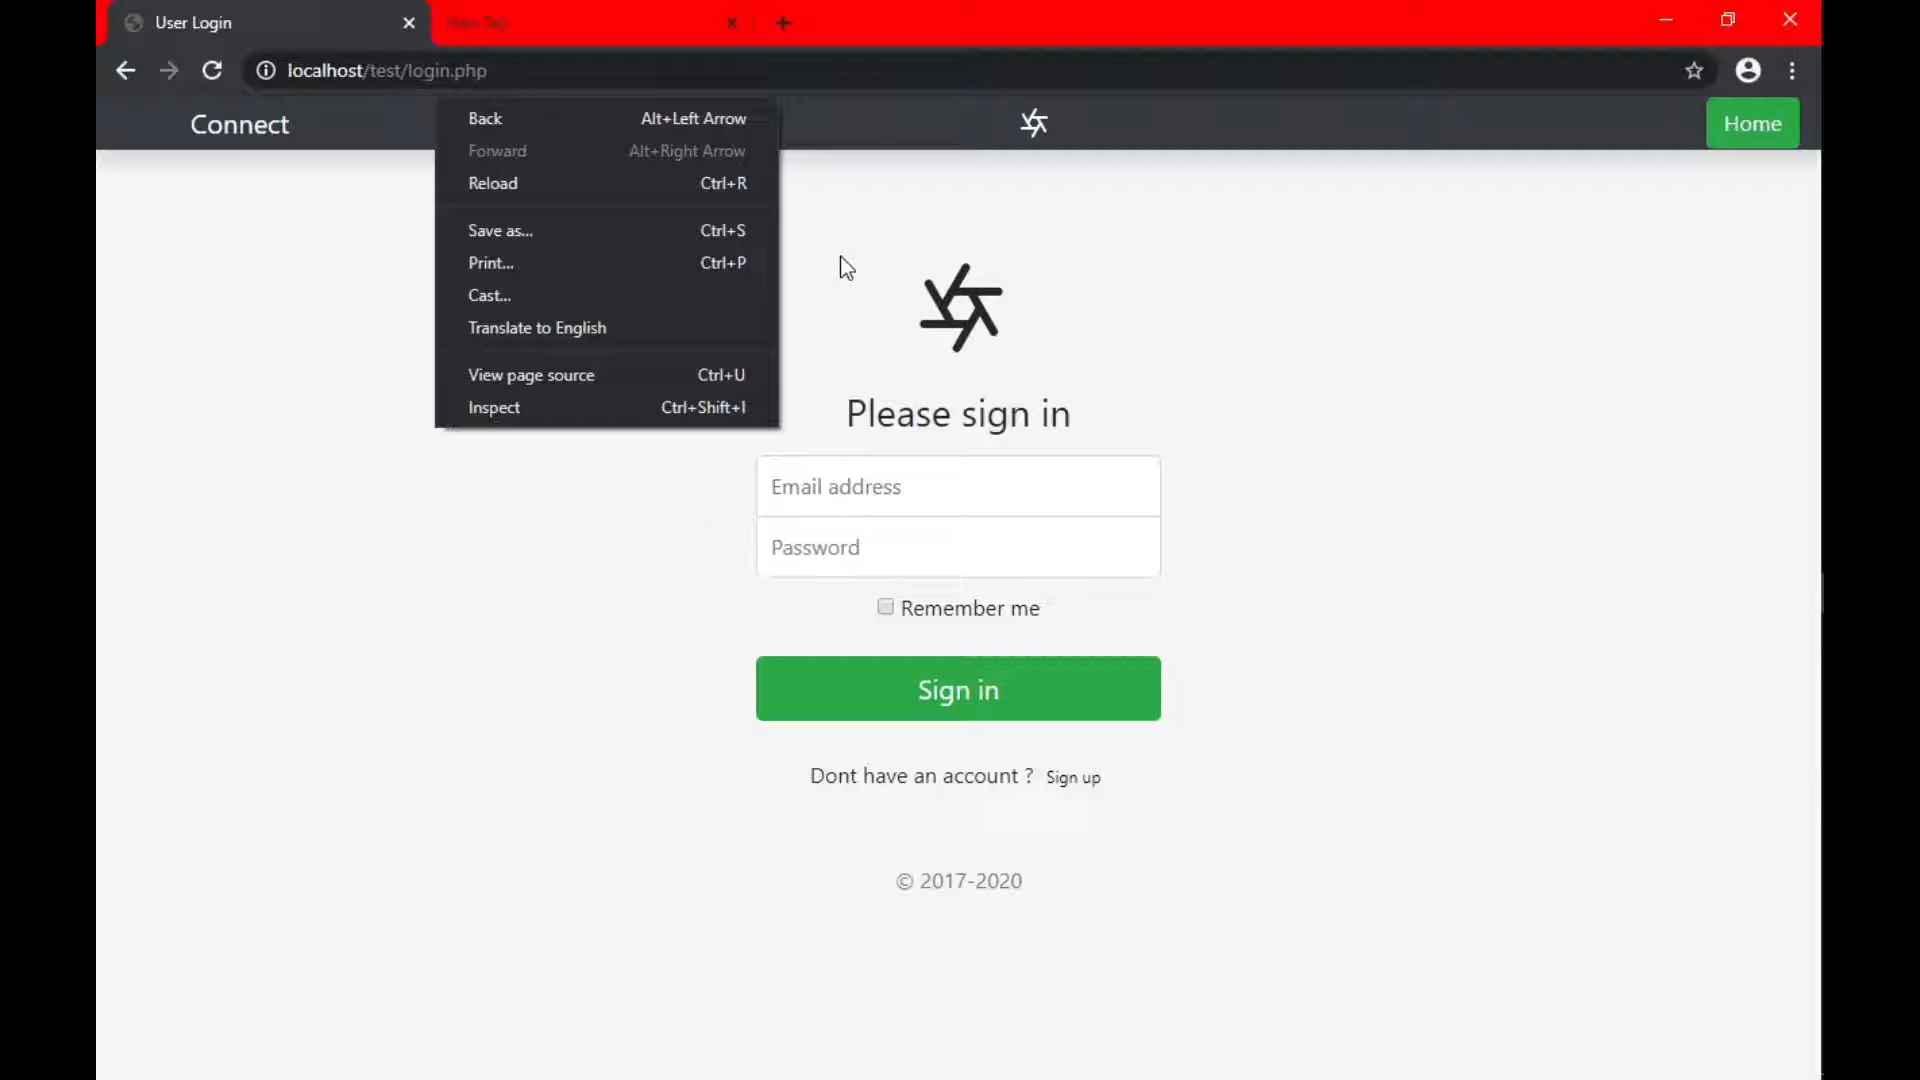 User Login
New Tab
localhost/test/login.php
Connect
Home
Back Alt+Left Arrow
Forward Alt+Right Arrow
Reload Ctrl+R
Save as... Ctrl+S
Print... Ctrl+P
Cast...
Translate to English
View page source Ctrl+U
Inspect Ctrl+Shift+I
Please sign in
Email address
Password
Remember me
Sign in
Dont have an account ? Sign up
© 2017-2020